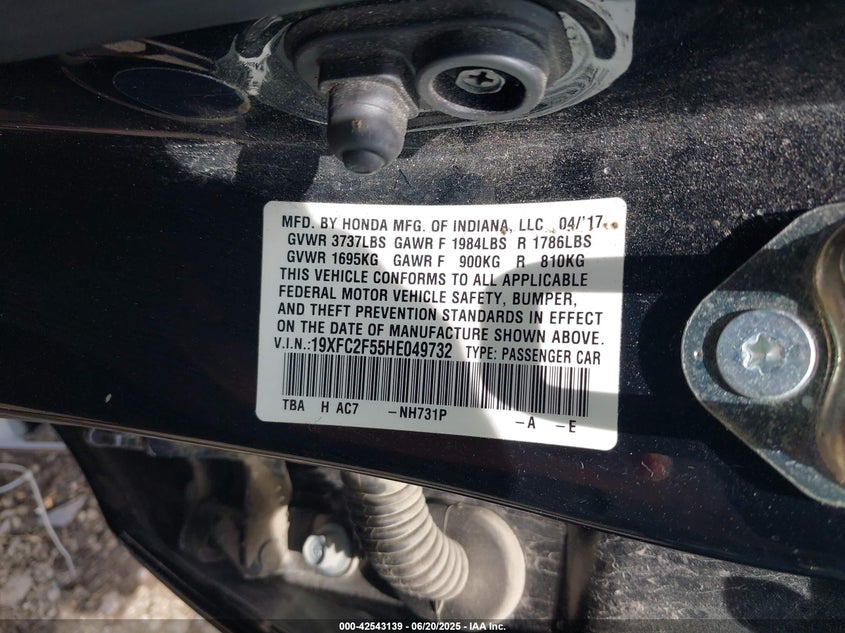 MFD. BY HONDA MFG. OF INDIANA, LLC 04/'17
GVWR 3737LBS GAWR F 1984LBS R 1786LBS
GVWR 1695KG GAWR F 900KG R 810KG
THIS VEHICLE CONFORMS TO ALL APPLICABLE
FEDERAL MOTOR VEHICLE SAFETY, BUMPER,
AND THEFT PREVENTION STANDARDS IN EFFECT
ON THE DATE OF MANUFACTURE SHOWN ABOVE.
V.I.N.:19XFC2F55HE049732 TYPE: PASSENGER CAR
TBA H AC7 -NH731P -A -E
000-42543139 - 06/20/2025 - IAA Inc.